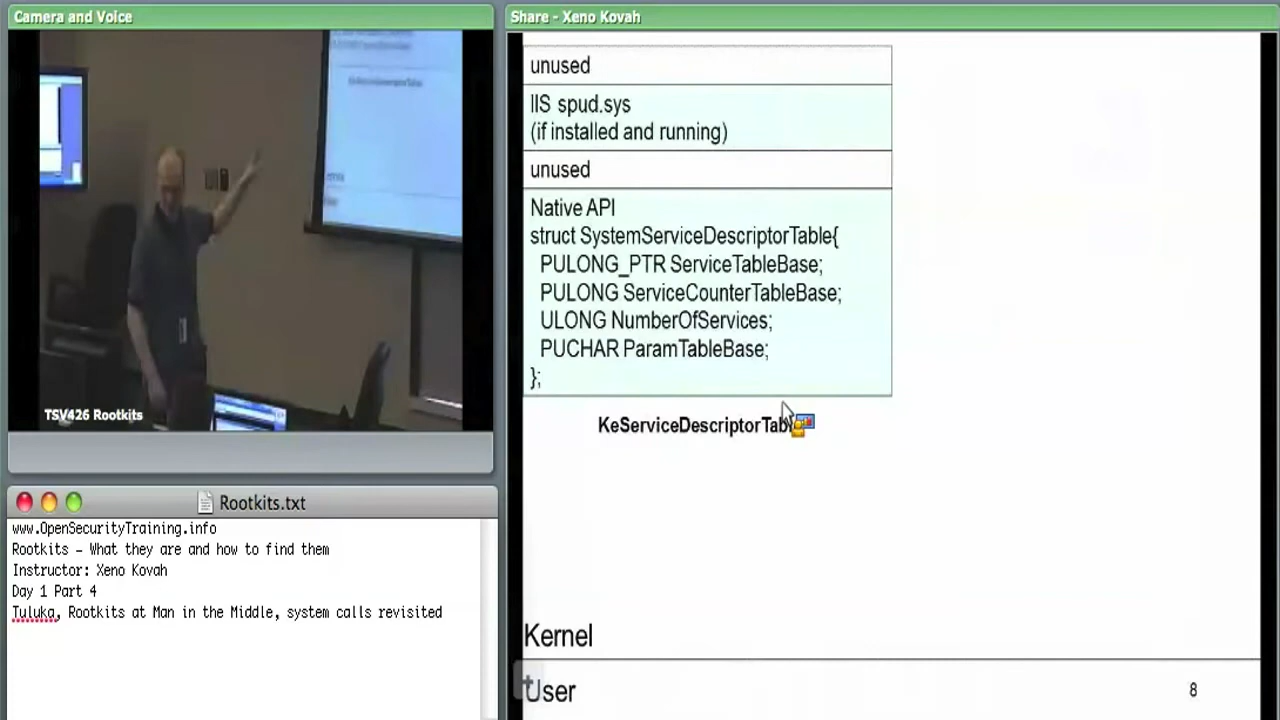 Camera and Voice
TSV426 Rootkits
Rootkits.txt
www.OpenSecurityTraining.info
Rootkits - What they are and how to find them
Instructor: Xeno Kovah
Day 1 Part 4
Tuluka, Rootkits at Man in the Middle, system calls revisited
Share - Xeno Kovah
unused
IIS spud.sys
(if installed and running)
unused
Native API
struct SystemServiceDescriptorTable{
PULONG_PTR ServiceTableBase;
PULONG ServiceCounterTableBase;
ULONG NumberOfServices;
PUCHAR ParamTableBase;
};
KeServiceDescriptorTab
Kernel
User
8